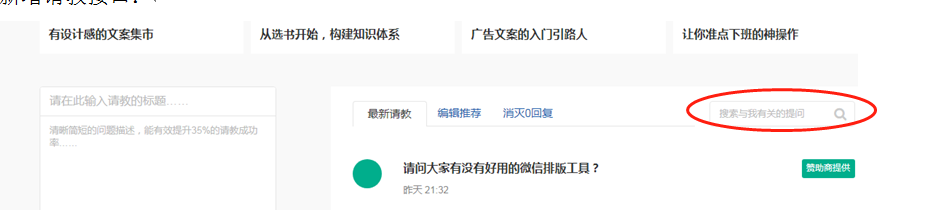 有设计感的文案集市
从选书开始，构建知识体系
广告文案的入门引路人
让你准点下班的神操作
请在此输入请教的标题……
清晰简短的问题描述，能有效提升35%的请教成功
率……
最新请教 编辑推荐 消灭0回复
搜索与我有关的提问
请问大家有没有好用的微信排版工具？
赞助商提供
昨天 21:32